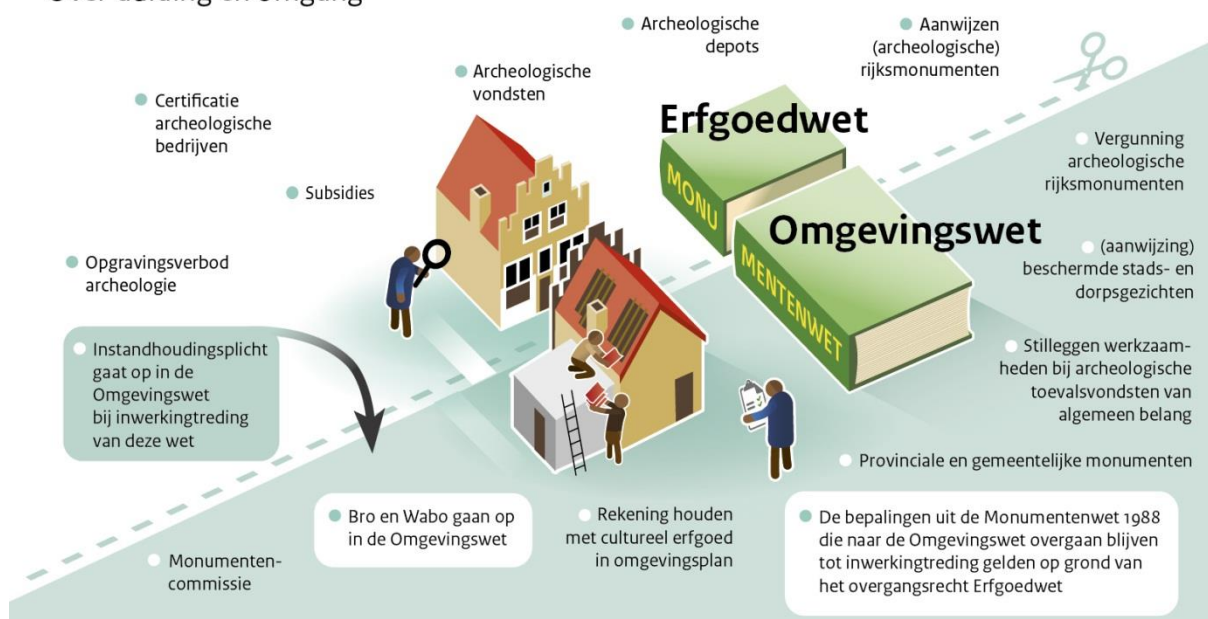 Archeologische
depots
Aanwijzen
(archeologische)
rijksmonumenten
Archeologische
vondsten
Certificatie
archeologische
bedrijven
Subsidies
Opgravingsverbod
archeologie
Erfgoedwet
MONU
Omgevingswet
MENTENWET
Vergunning
archeologische
rijksmonumenten
(aanwijzing)
beschermde stads- en
dorpsgezichten
Stilleggen werkzaam-
heden bij archeologische
toevalsvondsten van
algemeen belang
Provinciale en gemeentelijke monumenten
Instandhoudingsplicht
gaat op in de
Omgevingswet
bij inwerkingtreding
van deze wet
Bro en Wabo gaan op
in de Omgevingswet
Monumenten-
commissie
Rekening houden
met cultureel erfgoed
in omgevingsplan
De bepalingen uit de Monumentenwet 1988
die naar de Omgevingswet overgaan blijven
tot inwerkingtreding gelden op grond van
het overgangsrecht Erfgoedwet